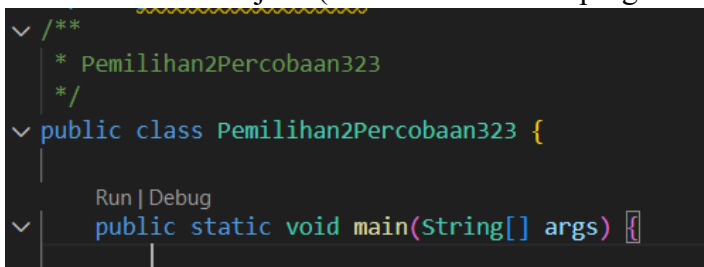 /**
* Pemilihan2Percobaan323
*/
public class Pemilihan2Percobaan323 {
Run | Debug
public static void main(String[] args) {